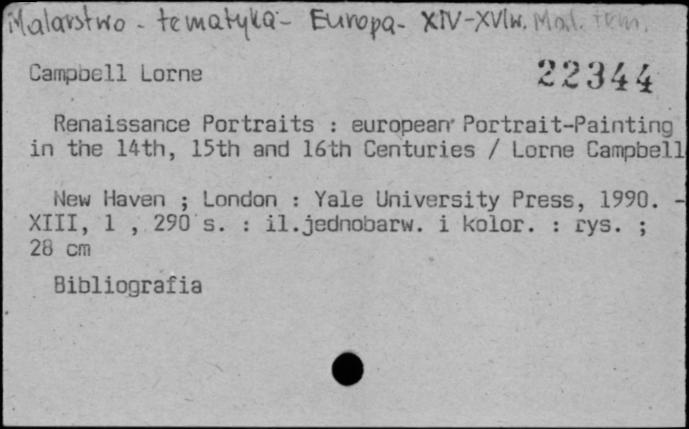 Malarstwo - tematyka - Europa - XIV-XVIw. Mal. tem.
Campbell Lorne
22344
Renaissance Portraits : european Portrait-Painting
in the 14th, 15th and 16th Centuries / Lorne Campbell
New Haven ; London : Yale University Press, 1990. -
XIII, 1 , 290 s. : il.jednobarw. i kolor. : rys. ;
28 cm
Bibliografia